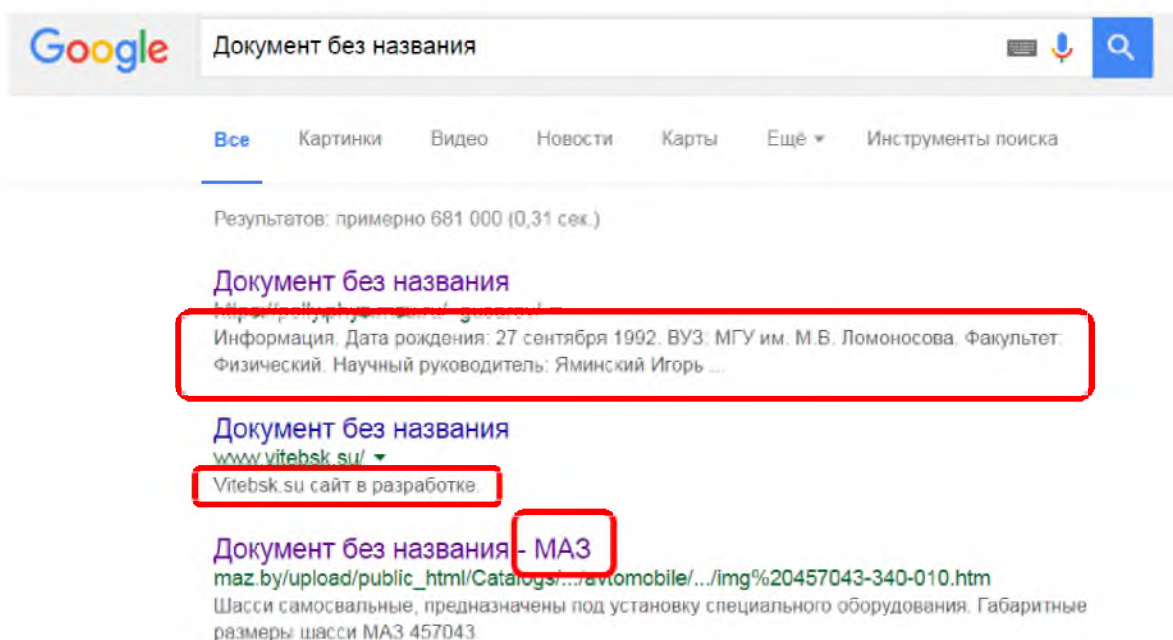 Google Документ без названия
Все Картинки Видео Новости Карты Ещё Инструменты поиска
Результатов: примерно 681 000 (0,31 сек.)
Документ без названия
Информация. Дата рождения: 27 сентября 1992. ВУЗ: МГУ им. М.В. Ломоносова. Факультет:
Физический. Научный руководитель: Яминский Игорь ...
Документ без названия
www.vitebsk.su/
Vitebsk.su сайт в разработке.
Документ без названия - МАЗ
maz.by/upload/public_html/Catalogs/.../avtomobile/.../img%20457043-340-010.htm
Шасси самосвальные, предназначены под установку специального оборудования. Габаритные
размеры шасси МАЗ 457043.